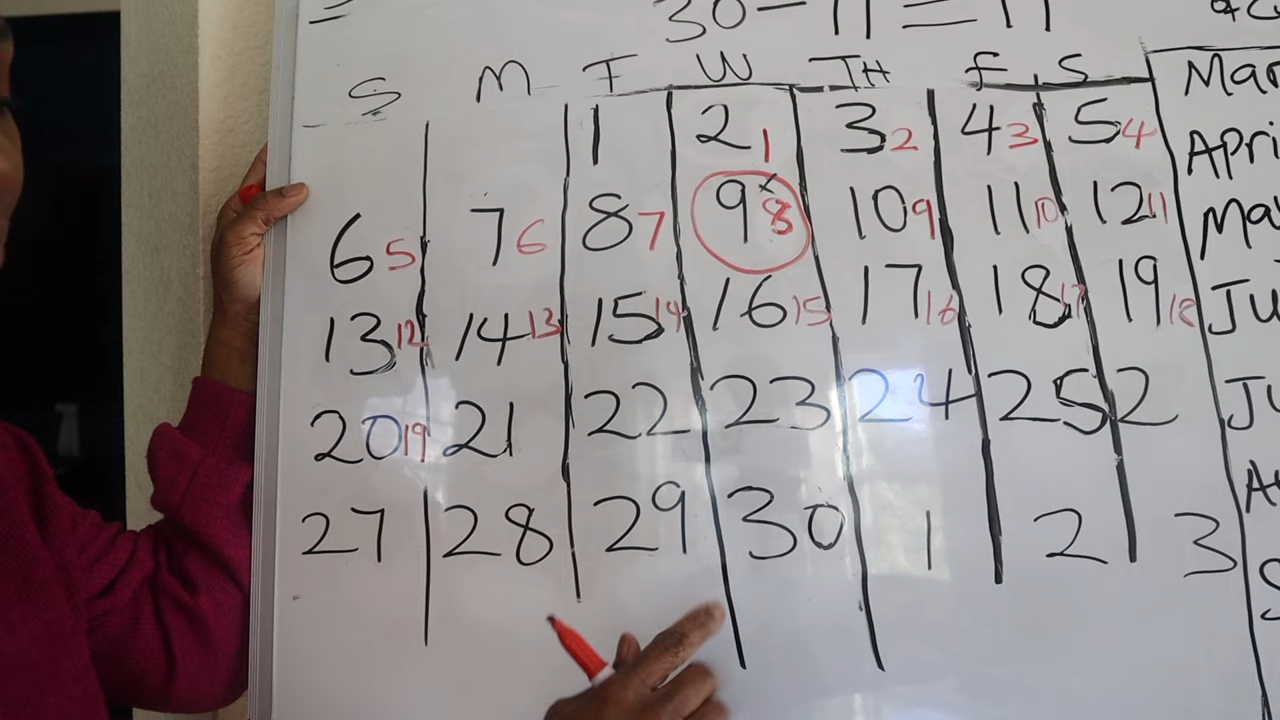 =
30 - 11 = 19
S M T W TH F S
1 2 1 3 2 4 3 5 4
6 5 7 6 8 7 9 8 10 9 11 10 12 11
13 12 14 13 15 14 16 15 17 16 18 17 19 18
20 19 21 22 23 24 25 2
27 28 29 30 1 2 3
Mar
Apri
May
Ju
Ju